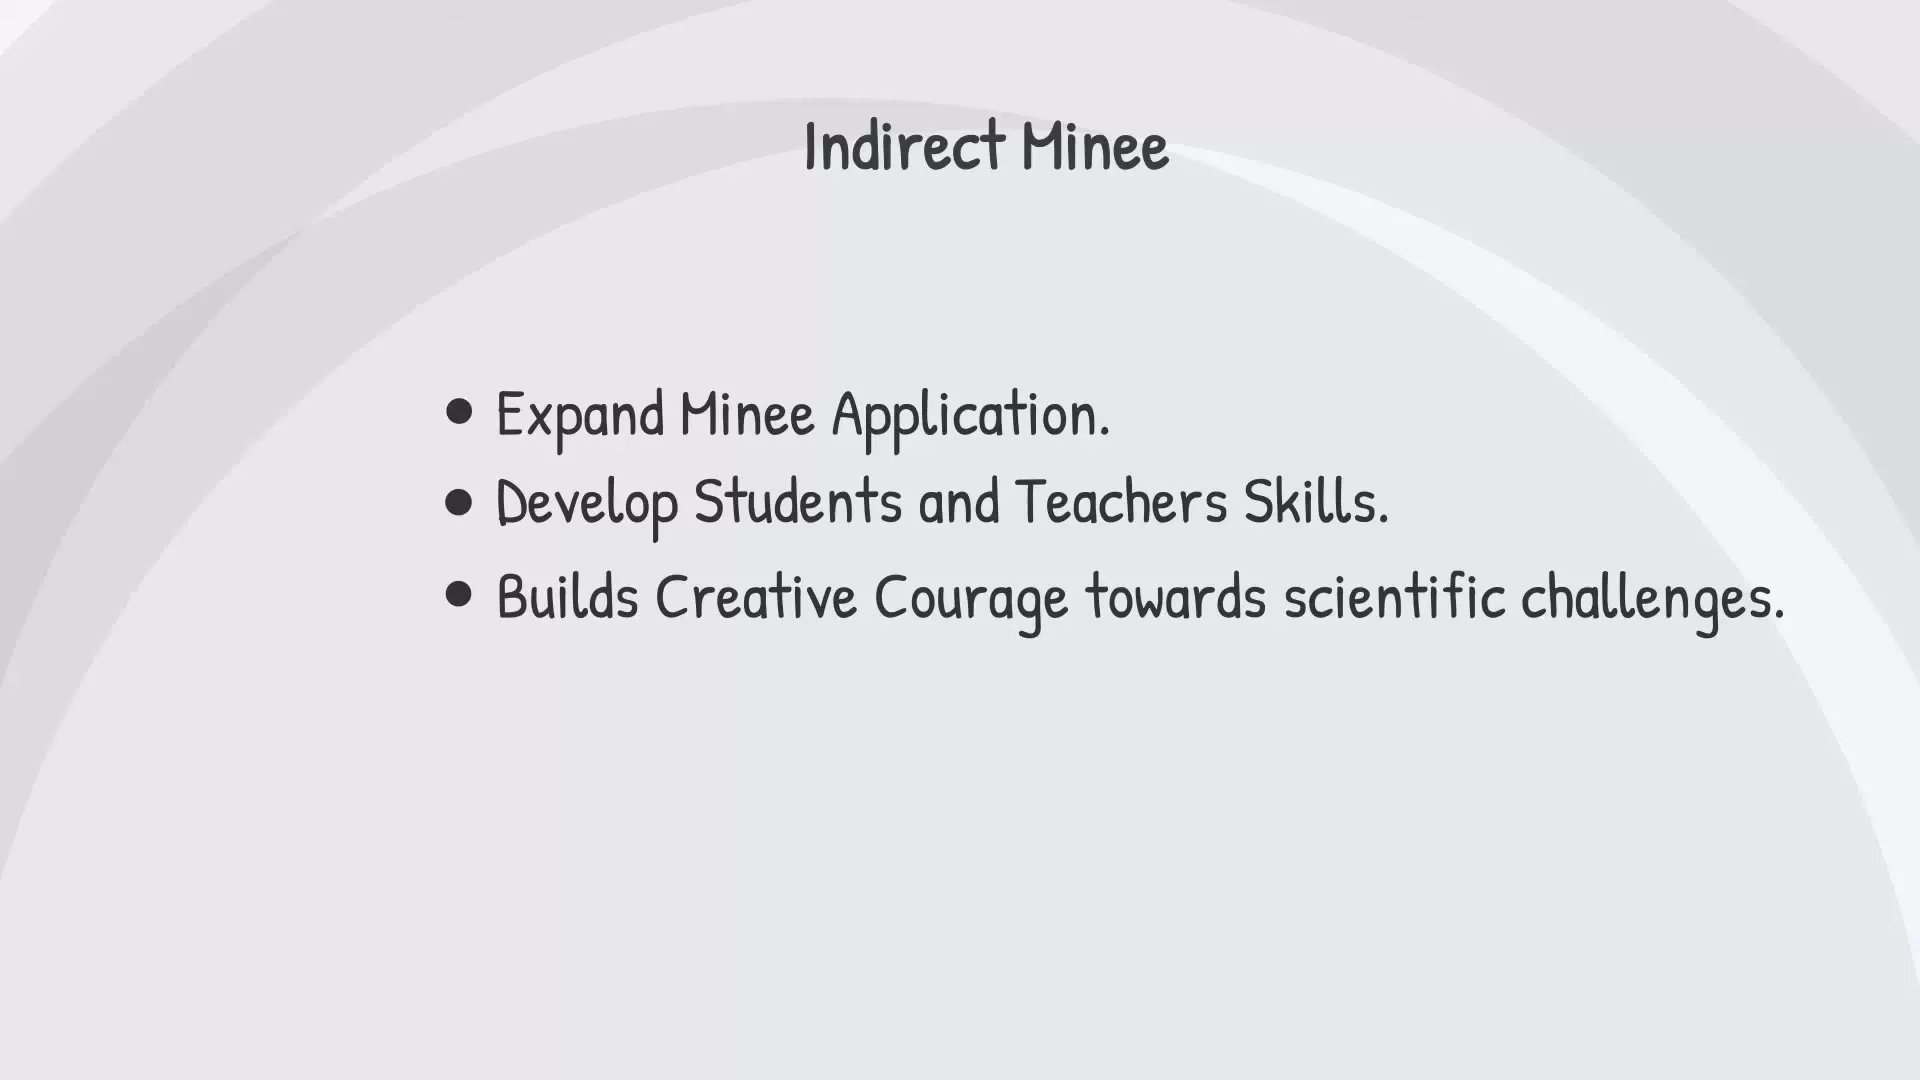 Indirect Minee
• Expand Minee Application.
• Develop Students and Teachers Skills.
• Builds Creative Courage towards scientific challenges.